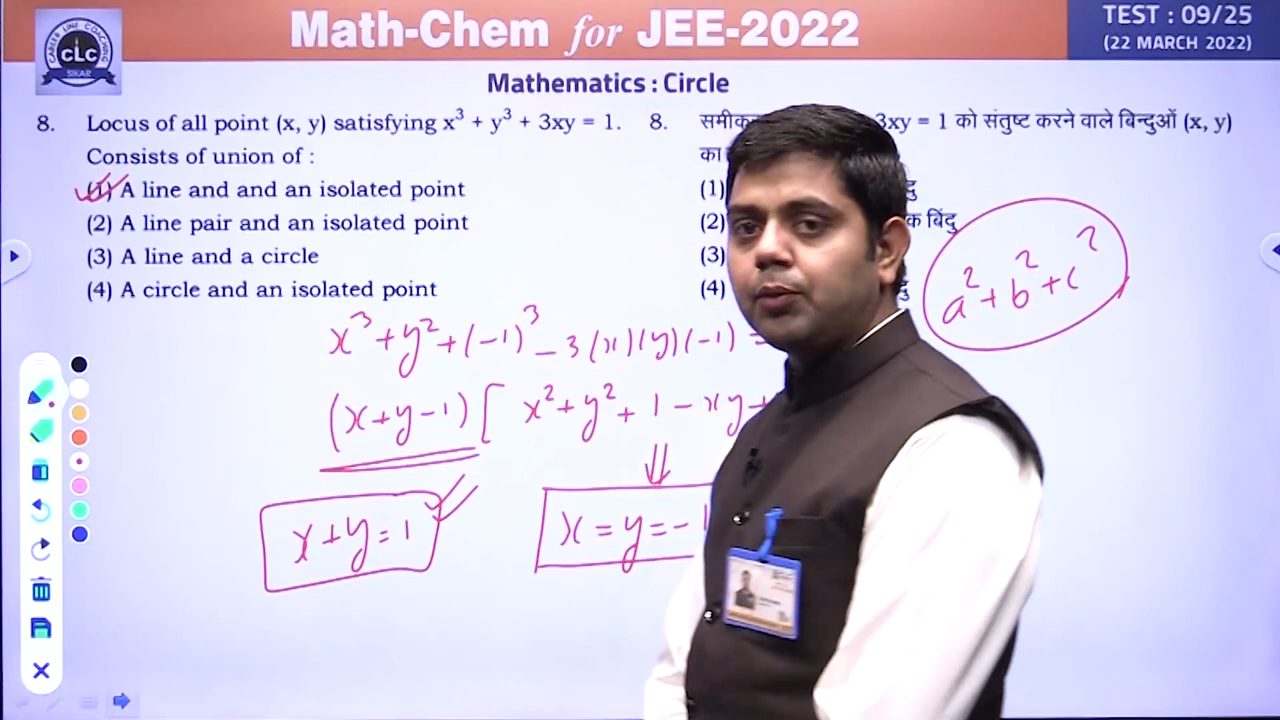 Math-Chem for JEE-2022
TEST : 09/25
(22 MARCH 2022)
CAREER LINE COACHING
CLC
SIKAR
Mathematics : Circle
8. Locus of all point (x, y) satisfying x³ + y³ + 3xy = 1.
Consists of union of :
(1) A line and and an isolated point
(2) A line pair and an isolated point
(3) A line and a circle
(4) A circle and an isolated point
8. 3xy = 1 को संतुष्ट करने वाले बिन्दुओं (x, y)
का
(1)
(2) क बिंदु
(3)
(4)
a² + b² + c²
x³ + y² + (-1)³ - 3(x)(y)(-1) =
(x+y-1)[ x² + y² + 1 - xy +
x+y=1
x = y = -1